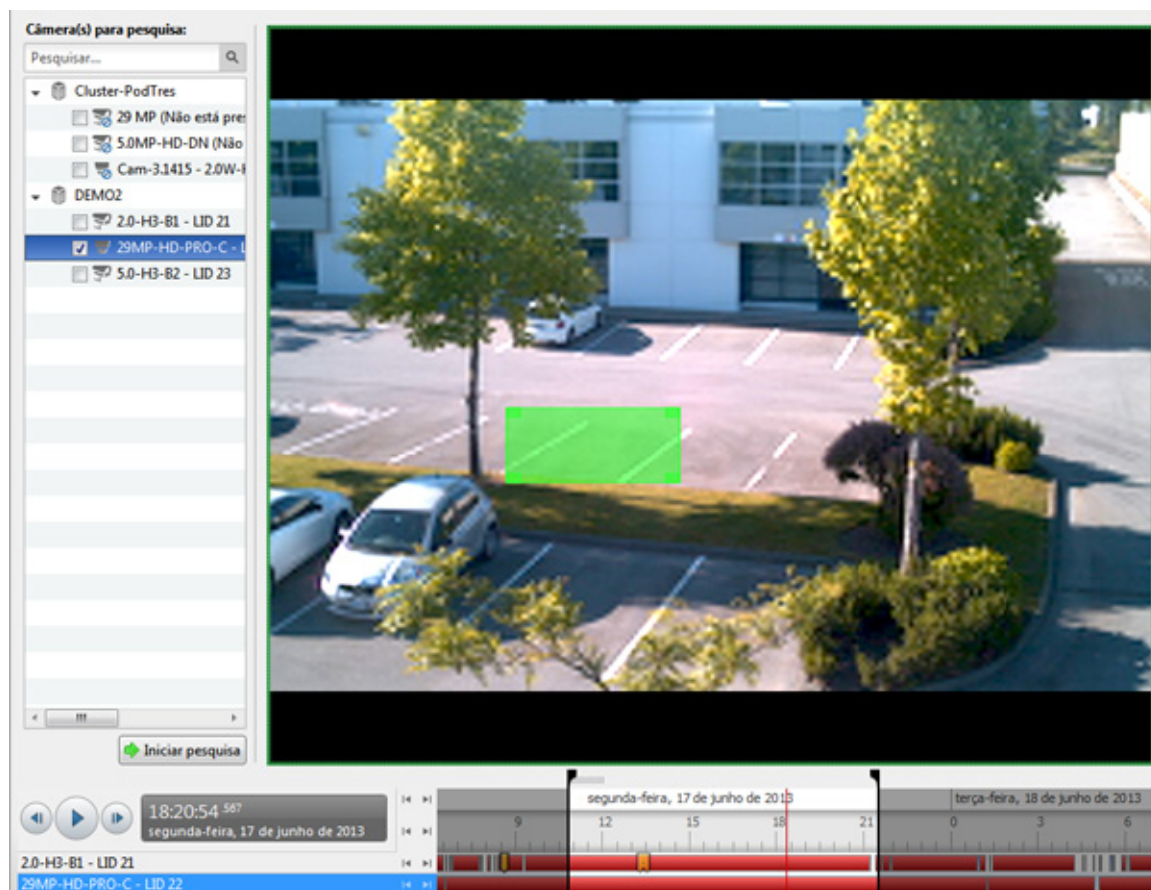 Câmera(s) para pesquisa:
Pesquisar...
Cluster-PodTres
29 MP (Não está pre
5.0MP-HD-DN (Não
Cam-3.1415 - 2.0W-H
DEMO2
2.0-H3-B1 - LID 21
29MP-HD-PRO-C - L
5.0-H3-B2 - LID 23
Iniciar pesquisa
18:20:54 .567
segunda-feira, 17 de junho de 2013
segunda-feira, 17 de junho de 2013 terça-feira, 18 de junho de 2013
9 12 15 18 21 0 3 6
2.0-H3-B1 - LID 21
29MP-HD-PRO-C - LID 22